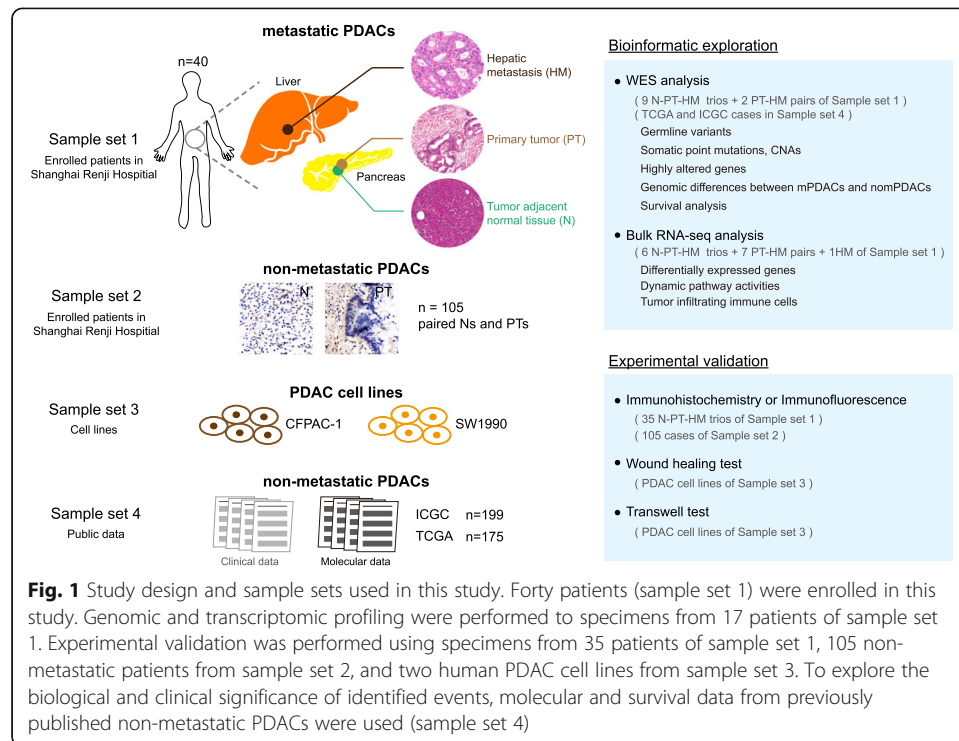 metastatic PDACs
n=40
Liver
Hepatic
metastasis (HM)
Sample set 1
Enrolled patients in
Shanghai Renji Hospitial
Primary tumor (PT)
Pancreas
Tumor adjacent
normal tissue (N)
non-metastatic PDACs
Sample set 2
Enrolled patients in
Shanghai Renji Hospitial
N
PT
n = 105
paired Ns and PTs
PDAC cell lines
Sample set 3
Cell lines
CFPAC-1
SW1990
non-metastatic PDACs
Sample set 4
Public data
ICGC n=199
TCGA n=175
Clinical data
Molecular data
Bioinformatic exploration
• WES analysis
( 9 N-PT-HM trios + 2 PT-HM pairs of Sample set 1 )
( TCGA and ICGC cases in Sample set 4 )
Germline variants
Somatic point mutations, CNAs
Highly altered genes
Genomic differences between mPDACs and nomPDACs
Survival analysis
• Bulk RNA-seq analysis
( 6 N-PT-HM trios + 7 PT-HM pairs + 1HM of Sample set 1 )
Differentially expressed genes
Dynamic pathway activities
Tumor infiltrating immune cells
Experimental validation
• Immunohistochemistry or Immunofluorescence
( 35 N-PT-HM trios of Sample set 1 )
( 105 cases of Sample set 2 )
• Wound healing test
( PDAC cell lines of Sample set 3 )
• Transwell test
( PDAC cell lines of Sample set 3 )
Fig. 1 Study design and sample sets used in this study. Forty patients (sample set 1) were enrolled in this
study. Genomic and transcriptomic profiling were performed to specimens from 17 patients of sample set
1. Experimental validation was performed using specimens from 35 patients of sample set 1, 105 non-
metastatic patients from sample set 2, and two human PDAC cell lines from sample set 3. To explore the
biological and clinical significance of identified events, molecular and survival data from previously
published non-metastatic PDACs were used (sample set 4)